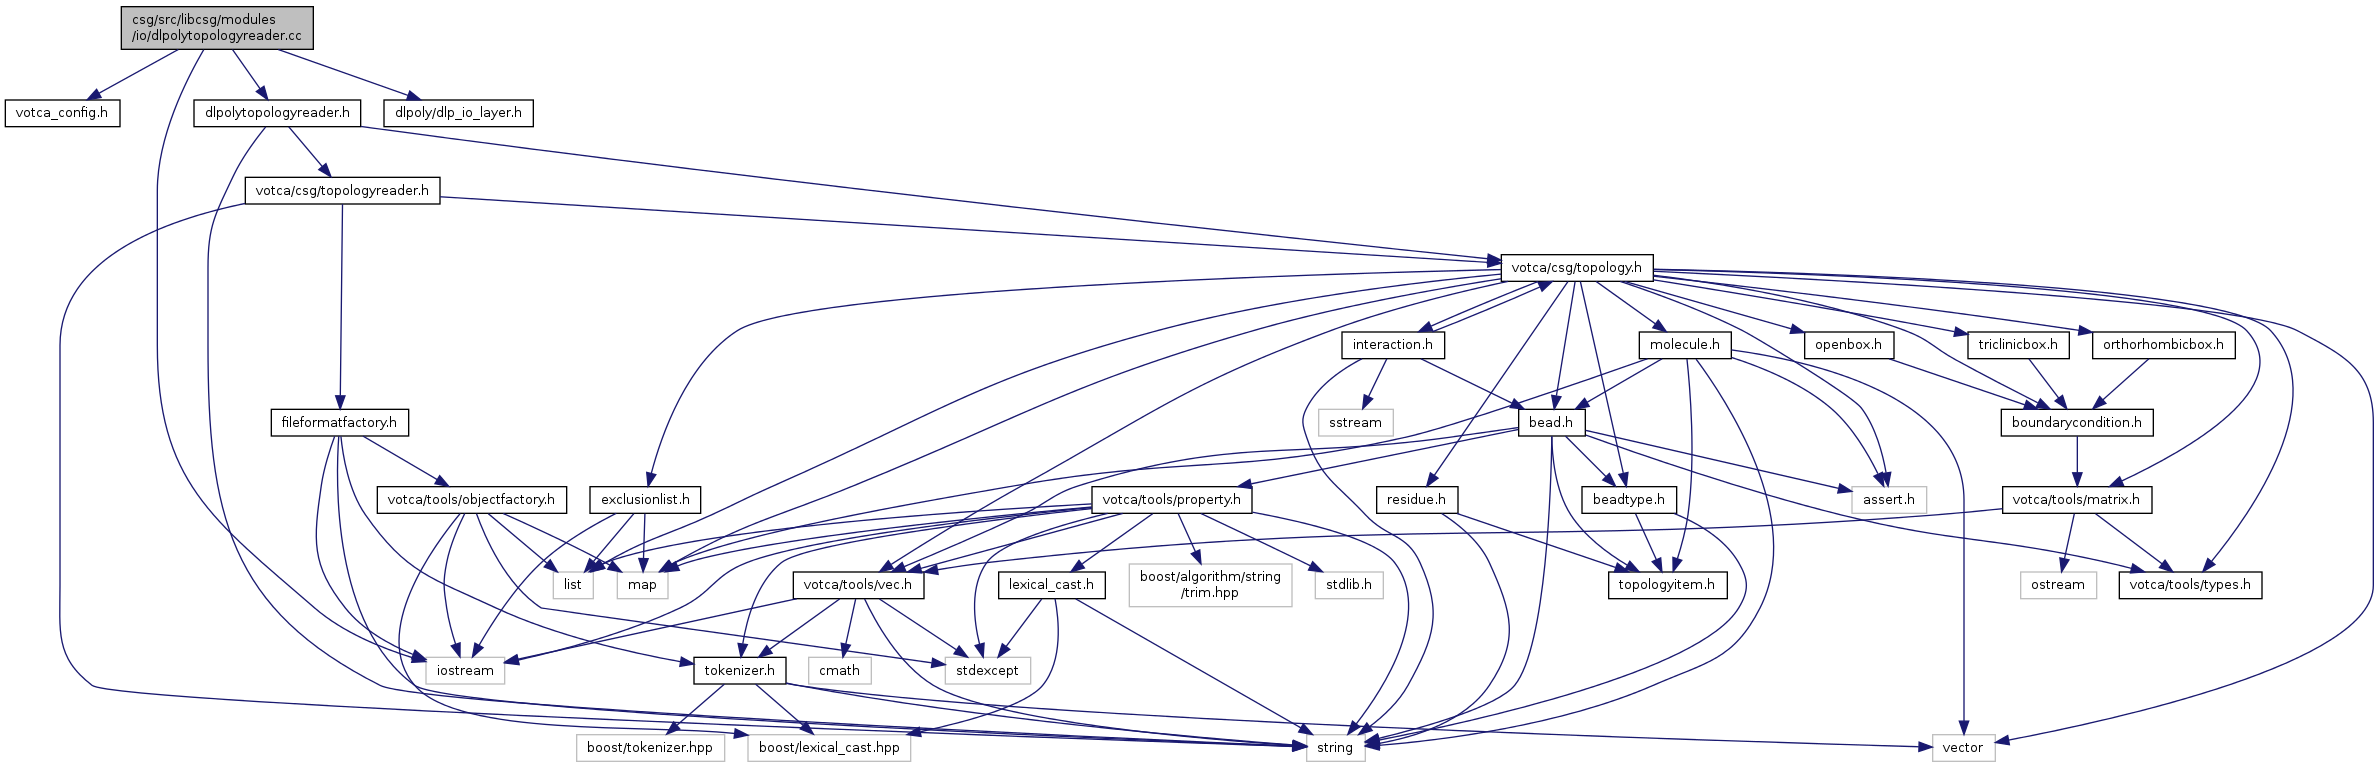 csg/src/libcsg/modules
/io/dlpolytopologyreader.cc
votca_config.h
dlpolytopologyreader.h
dlpoly/dlp_io_layer.h
votca/csg/topologyreader.h
votca/csg/topology.h
interaction.h
molecule.h
openbox.h
triclinicbox.h
orthorhombicbox.h
fileformatfactory.h
sstream
bead.h
boundarycondition.h
votca/tools/objectfactory.h
exclusionlist.h
votca/tools/property.h
residue.h
beadtype.h
assert.h
votca/tools/matrix.h
list
map
votca/tools/vec.h
lexical_cast.h
boost/algorithm/string
/trim.hpp
stdlib.h
topologyitem.h
ostream
votca/tools/types.h
iostream
tokenizer.h
cmath
stdexcept
boost/tokenizer.hpp
boost/lexical_cast.hpp
string
vector